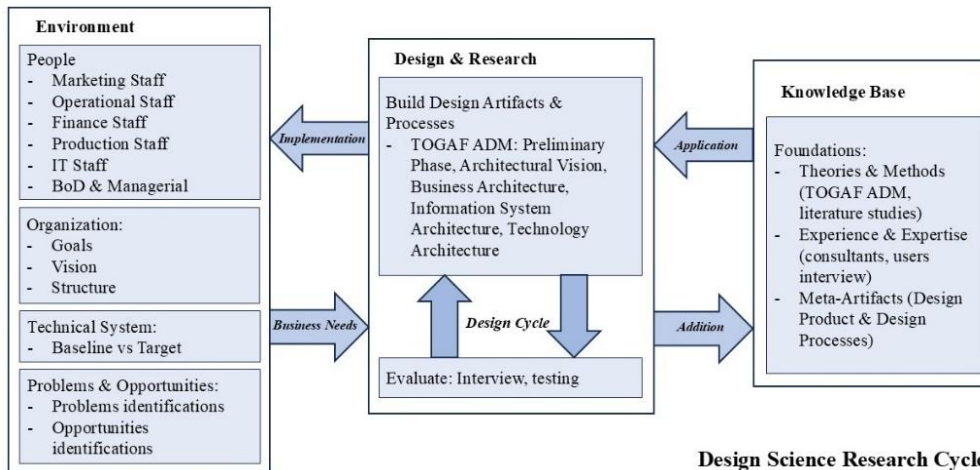 Environment
People
- Marketing Staff
- Operational Staff
- Finance Staff
- Production Staff
- IT Staff
- BoD & Managerial
Organization:
- Goals
- Vision
- Structure
Technical System:
- Baseline vs Target
Problems & Opportunities:
- Problems identifications
- Opportunities
identifications
Implementation
Business Needs
Design & Research
Build Design Artifacts &
Processes
- TOGAF ADM: Preliminary
Phase, Architectural Vision,
Business Architecture,
Information System
Architecture, Technology
Architecture
Design Cycle
Evaluate: Interview, testing
Application
Addition
Knowledge Base
Foundations:
- Theories & Methods
(TOGAF ADM,
literature studies)
- Experience & Expertise
(consultants, users
interview)
- Meta-Artifacts (Design
Product & Design
Processes)
Design Science Research Cycle